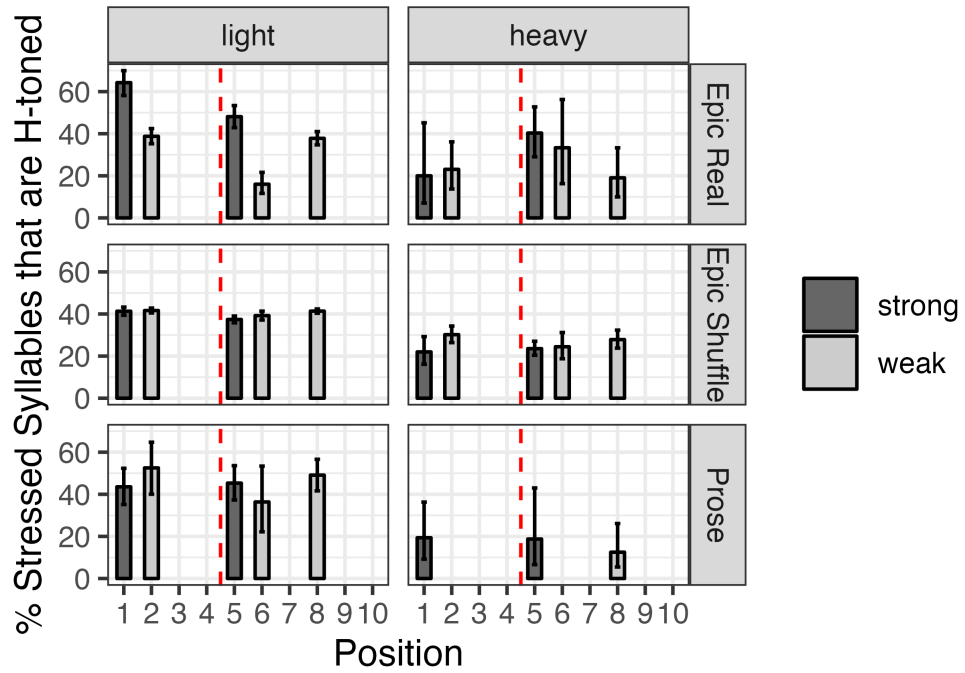 light heavy
% Stressed Syllables that are H-toned
60
40
20
0
Epic Real
60
40
20
0
Epic Shuffle
60
40
20
0
Prose
1 2 3 4 5 6 7 8 9 10 1 2 3 4 5 6 7 8 9 10
Position
strong
weak